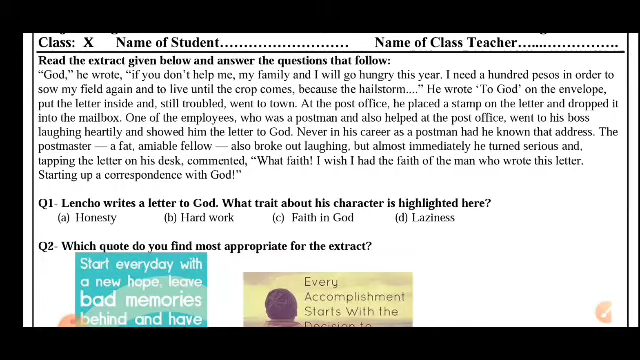 Class: X Name of Student……………………… Name of Class Teacher...…………….
Read the extract given below and answer the questions that follow:
“God,” he wrote, “if you don’t help me, my family and I will go hungry this year. I need a hundred pesos in order to
sow my field again and to live until the crop comes, because the hailstorm....” He wrote ‘To God’ on the envelope,
put the letter inside and, still troubled, went to town. At the post office, he placed a stamp on the letter and dropped it
into the mailbox. One of the employees, who was a postman and also helped at the post office, went to his boss
laughing heartily and showed him the letter to God. Never in his career as a postman had he known that address. The
postmaster — a fat, amiable fellow — also broke out laughing, but almost immediately he turned serious and,
tapping the letter on his desk, commented, “What faith! I wish I had the faith of the man who wrote this letter.
Starting up a correspondence with God!”
Q1- Lencho writes a letter to God. What trait about his character is highlighted here?
(a) Honesty (b) Hard work (c) Faith in God (d) Laziness
Q2- Which quote do you find most appropriate for the extract?
Start everyday with
a new hope, leave
bad memories
behind and have
Every
Accomplishment
Starts With the
Decision to